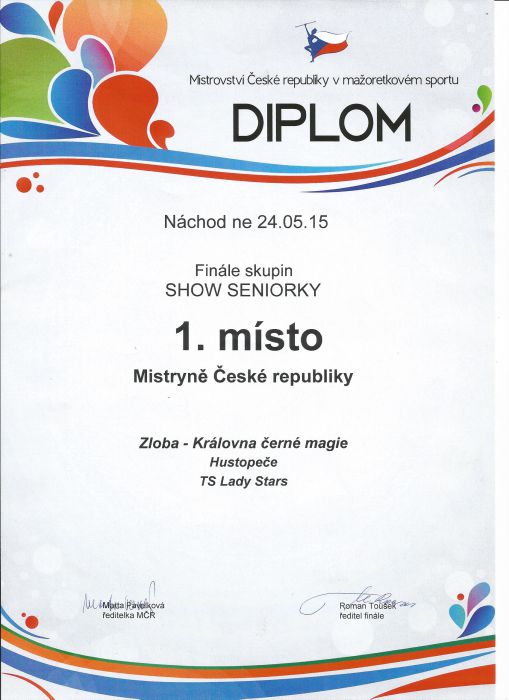 Mistrovství České republiky v mažoretkovém sportu
DIPLOM
Náchod ne 24.05.15
Finále skupin
SHOW SENIORKY
1. místo
Mistryně České republiky
Zloba - Královna černé magie
Hustopeče
TS Lady Stars
Marta Pavelková
ředitelka MČR
Roman Toušek
ředitel finále